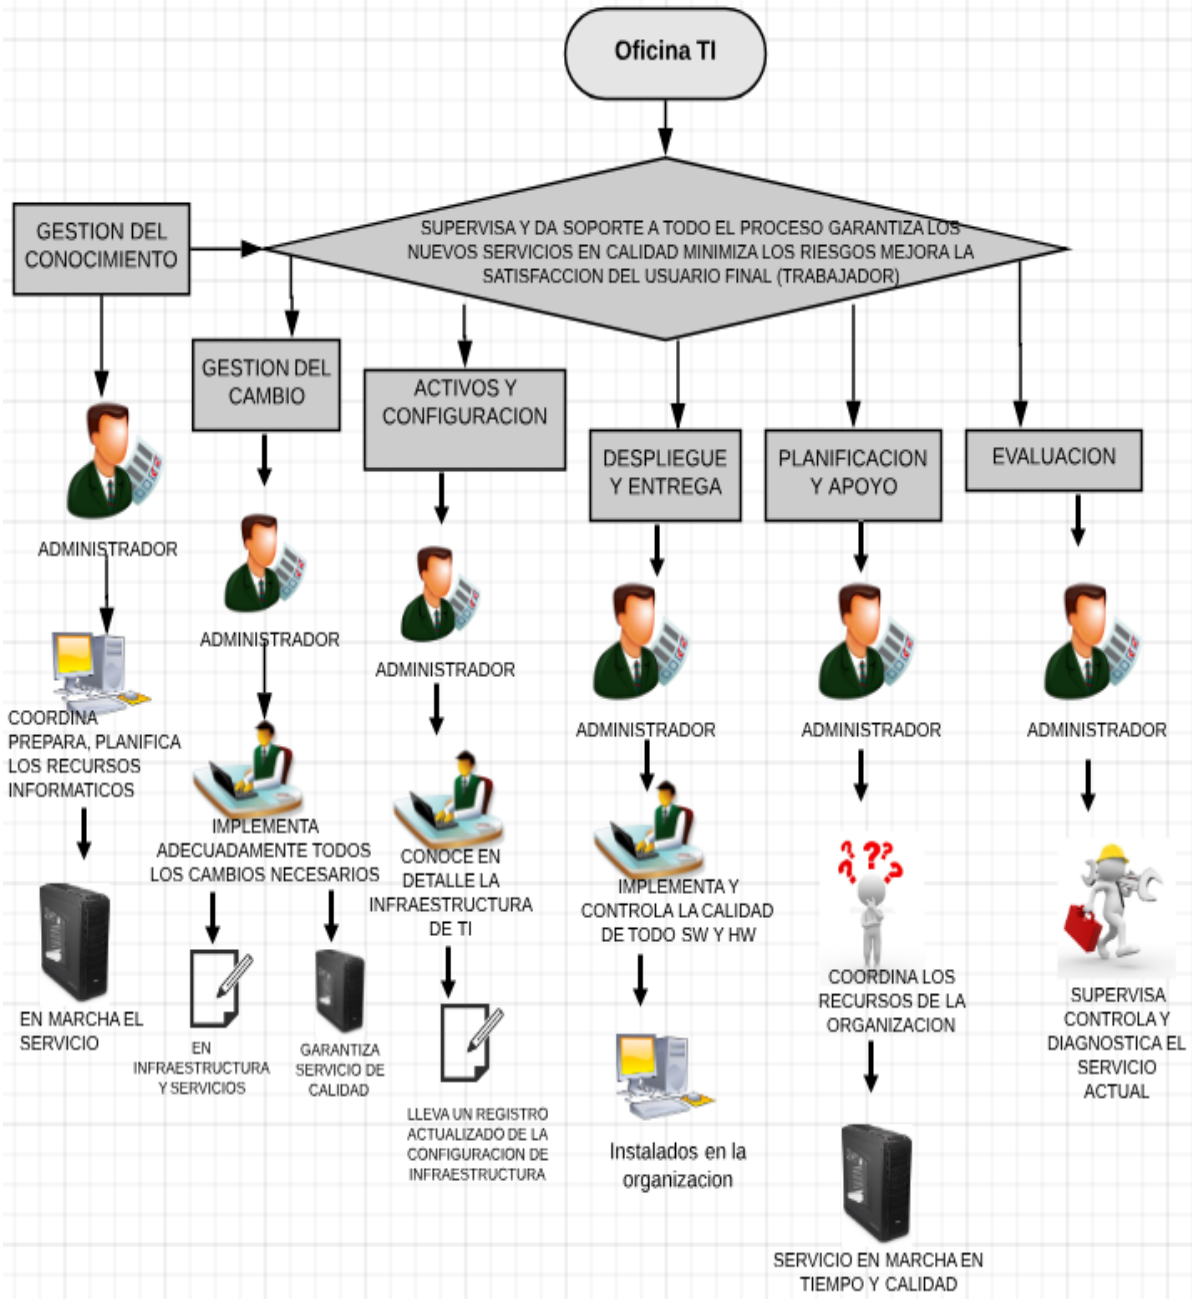 Oficina TI
SUPERVISA Y DA SOPORTE A TODO EL PROCESO GARANTIZA LOS
NUEVOS SERVICIOS EN CALIDAD MINIMIZA LOS RIESGOS MEJORA LA
SATISFACCION DEL USUARIO FINAL (TRABAJADOR)
GESTION DEL
CONOCIMIENTO
ADMINISTRADOR
COORDINA
PREPARA, PLANIFICA
LOS RECURSOS
INFORMATICOS
EN MARCHA EL
SERVICIO
GESTION DEL
CAMBIO
ADMINISTRADOR
IMPLEMENTA
ADECUADAMENTE TODOS
LOS CAMBIOS NECESARIOS
EN
INFRAESTRUCTURA
Y SERVICIOS
GARANTIZA
SERVICIO DE
CALIDAD
ACTIVOS Y
CONFIGURACION
ADMINISTRADOR
CONOCE EN
DETALLE LA
INFRAESTRUCTURA
DE TI
LLEVA UN REGISTRO
ACTUALIZADO DE LA
CONFIGURACION DE
INFRAESTRUCTURA
DESPLIEGUE
Y ENTREGA
ADMINISTRADOR
IMPLEMENTA Y
CONTROLA LA CALIDAD
DE TODO SW Y HW
Instalados en la
organizacion
PLANIFICACION
Y APOYO
ADMINISTRADOR
COORDINA LOS
RECURSOS DE LA
ORGANIZACION
SERVICIO EN MARCHA EN
TIEMPO Y CALIDAD
EVALUACION
ADMINISTRADOR
SUPERVISA
CONTROLA Y
DIAGNOSTICA EL
SERVICIO
ACTUAL